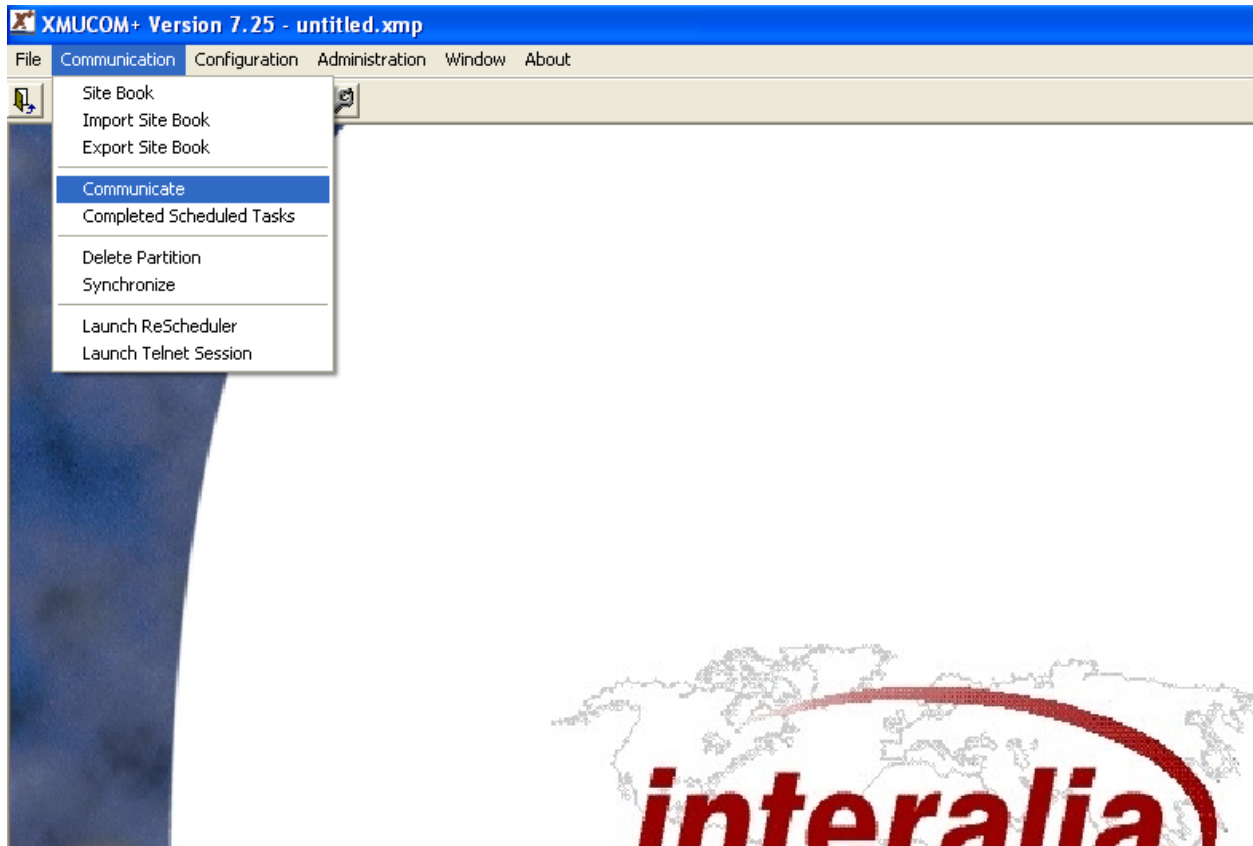 XMUCOM+ Version 7.25 - untitled.xmp
File Communication Configuration Administration Window About
Site Book
Import Site Book
Export Site Book
Communicate
Completed Scheduled Tasks
Delete Partition
Synchronize
Launch ReScheduler
Launch Telnet Session
interalia